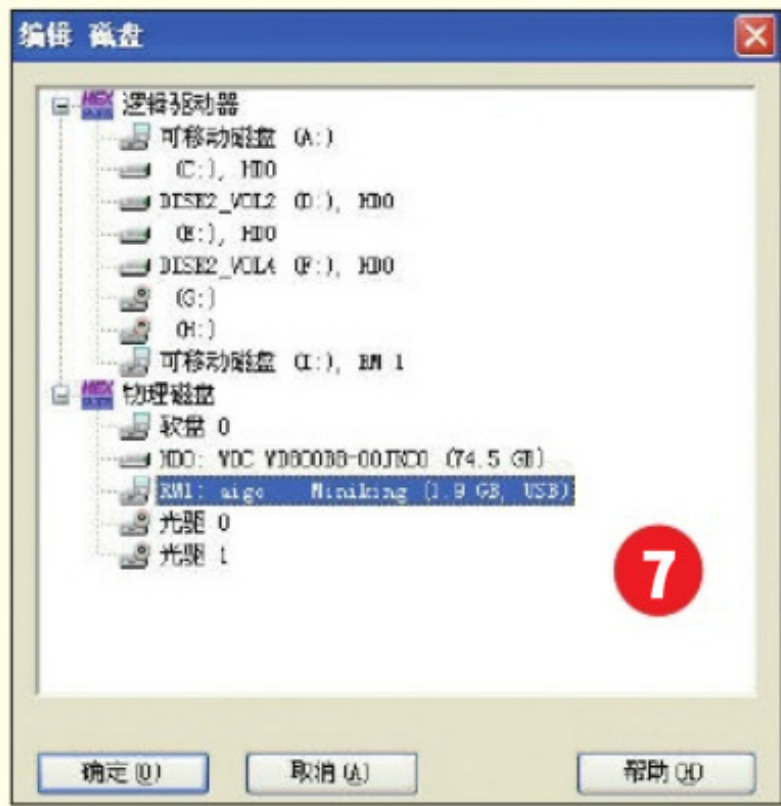 编辑 磁盘
逻辑驱动器
可移动磁盘 (A:)
(C:), HD0
DISK2_VOL2 (D:), HD0
(E:), HD0
DISK2_VOL4 (F:), HD0
(G:)
(H:)
可移动磁盘 (I:), RM 1
物理磁盘
软盘 0
HD0: WDC WD800BB-00JKC0 (74.5 GB)
RM1: aigo Miniking (1.9 GB, USB)
光驱 0
光驱 1
7
确定(O) 取消(A) 帮助(H)